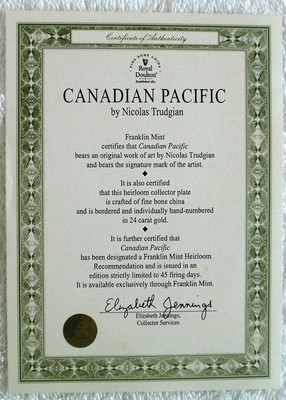 Certificate of Authenticity
FINE BONE CHINA
Royal
Doulton
CANADIAN PACIFIC
by Nicolas Trudgian
Franklin Mint
certifies that Canadian Pacific
bears an original work of art by Nicolas Trudgian
and bears the signature mark of the artist.
It is also certified
that this heirloom collector plate
is crafted of fine bone china
and is bordered and individually hand-numbered
in 24 carat gold.
It is further certified that
Canadian Pacific
has been designated a Franklin Mint Heirloom
Recommendation and is issued in an
edition strictly limited to 45 firing days.
It is available exclusively through Franklin Mint.
Elizabeth Jennings
Elizabeth Jennings,
Collector Services